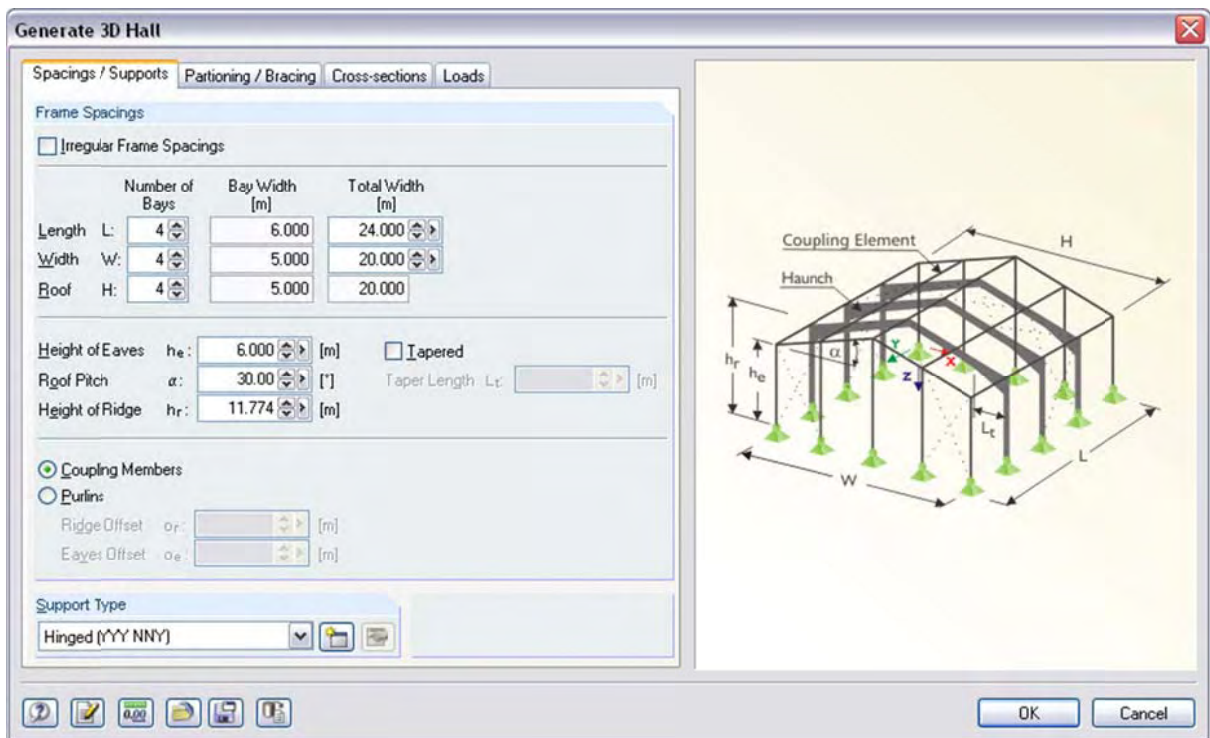 Generate 3D Hall
Spacings / Supports Partioning / Bracing Cross-sections Loads
Frame Spacings
Irregular Frame Spacings
Number of Bays Bay Width [m] Total Width [m]
Length L: 4 6.000 24.000
Width W: 4 5.000 20.000
Roof H: 4 5.000 20.000
Height of Eaves he: 6.000 [m] Tapered
Roof Pitch α: 30.00 [°] Taper Length Lt: [m]
Height of Ridge hr: 11.774 [m]
Coupling Members
Purlins
Ridge Offset or: [m]
Eaves Offset oe: [m]
Support Type
Hinged (YYY NNY)
Coupling Element
H
Haunch
hr
he
α
Y
X
Z
Lt
L
W
0.00
OK Cancel